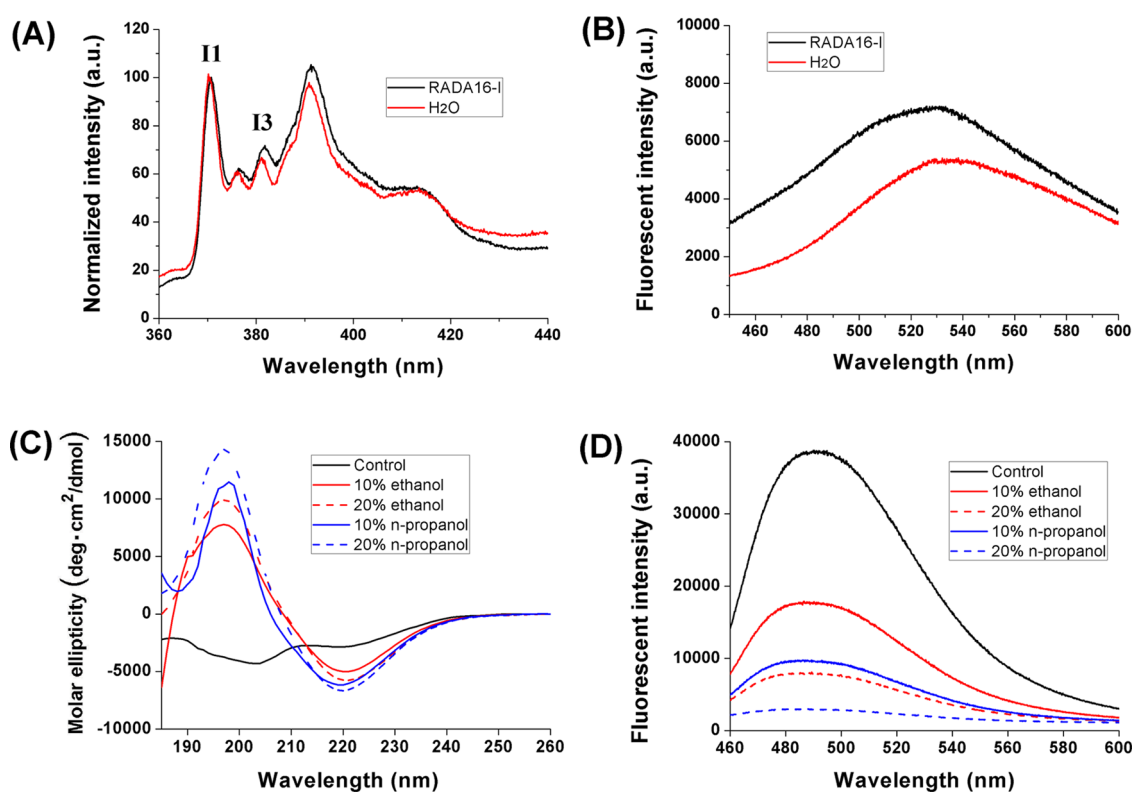 (A)
Normalized intensity (a.u.)
120
100
80
60
40
20
0
I1
I3
RADA16-I
H2O
360 380 400 420 440
Wavelength (nm)
(B)
Fluorescent intensity (a.u.)
10000
8000
6000
4000
2000
0
RADA16-I
H2O
460 480 500 520 540 560 580 600
Wavelength (nm)
(C)
Molar ellipticity (deg·cm²/dmol)
15000
10000
5000
0
-5000
-10000
Control
10% ethanol
20% ethanol
10% n-propanol
20% n-propanol
190 200 210 220 230 240 250 260
Wavelength (nm)
(D)
Fluorescent intensity (a.u.)
40000
30000
20000
10000
0
Control
10% ethanol
20% ethanol
10% n-propanol
20% n-propanol
460 480 500 520 540 560 580 600
Wavelength (nm)